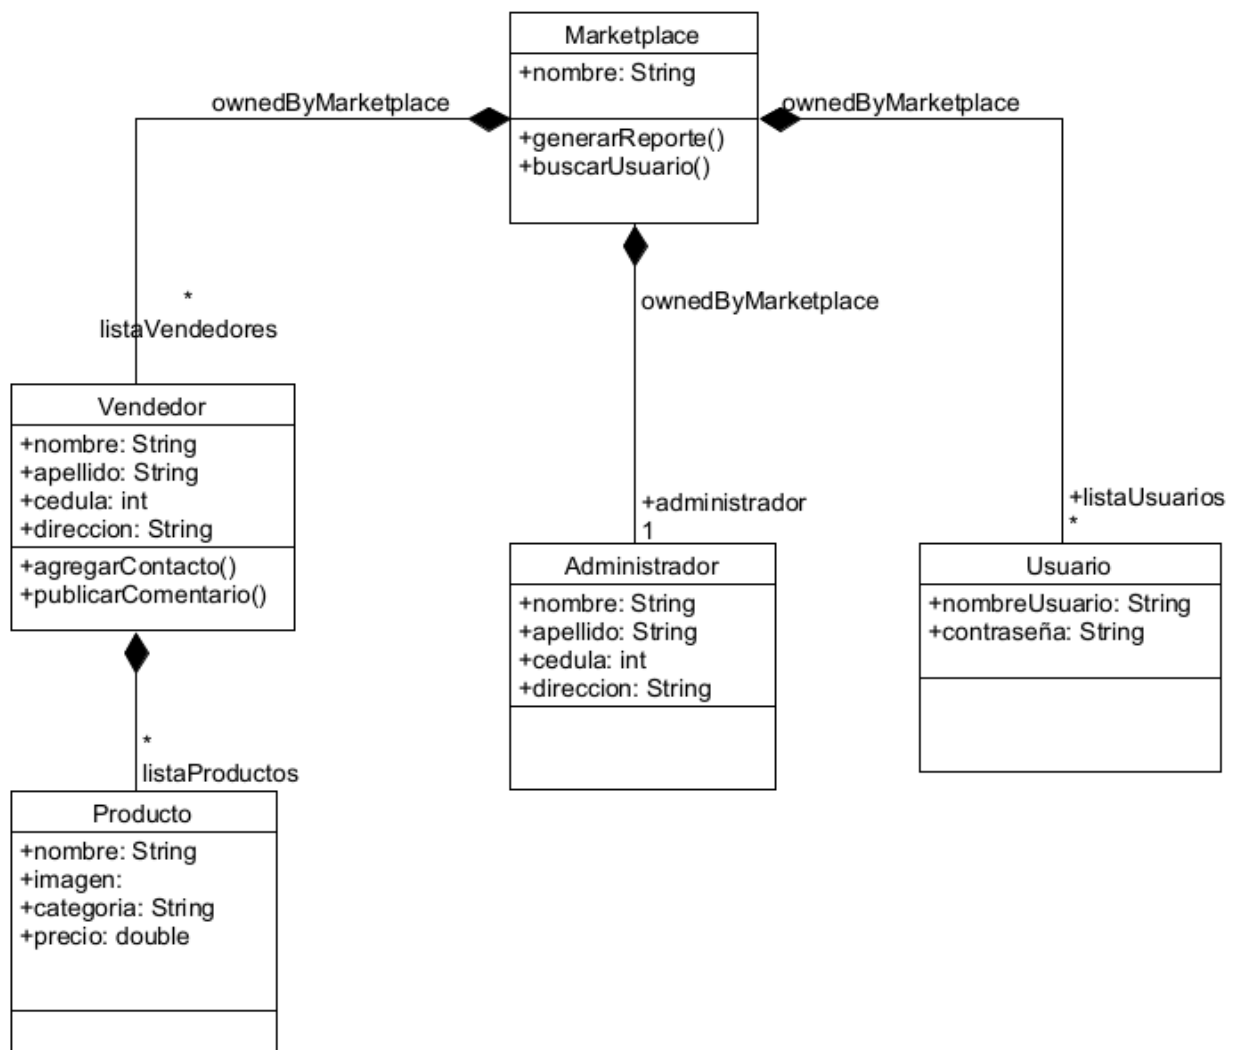 Marketplace
+nombre: String
+generarReporte()
+buscarUsuario()
ownedByMarketplace
ownedByMarketplace
ownedByMarketplace
*
listaVendedores
Vendedor
+nombre: String
+apellido: String
+cedula: int
+direccion: String
+agregarContacto()
+publicarComentario()
+administrador
1
Administrador
+nombre: String
+apellido: String
+cedula: int
+direccion: String
+listaUsuarios
*
Usuario
+nombreUsuario: String
+contraseña: String
*
listaProductos
Producto
+nombre: String
+imagen:
+categoria: String
+precio: double